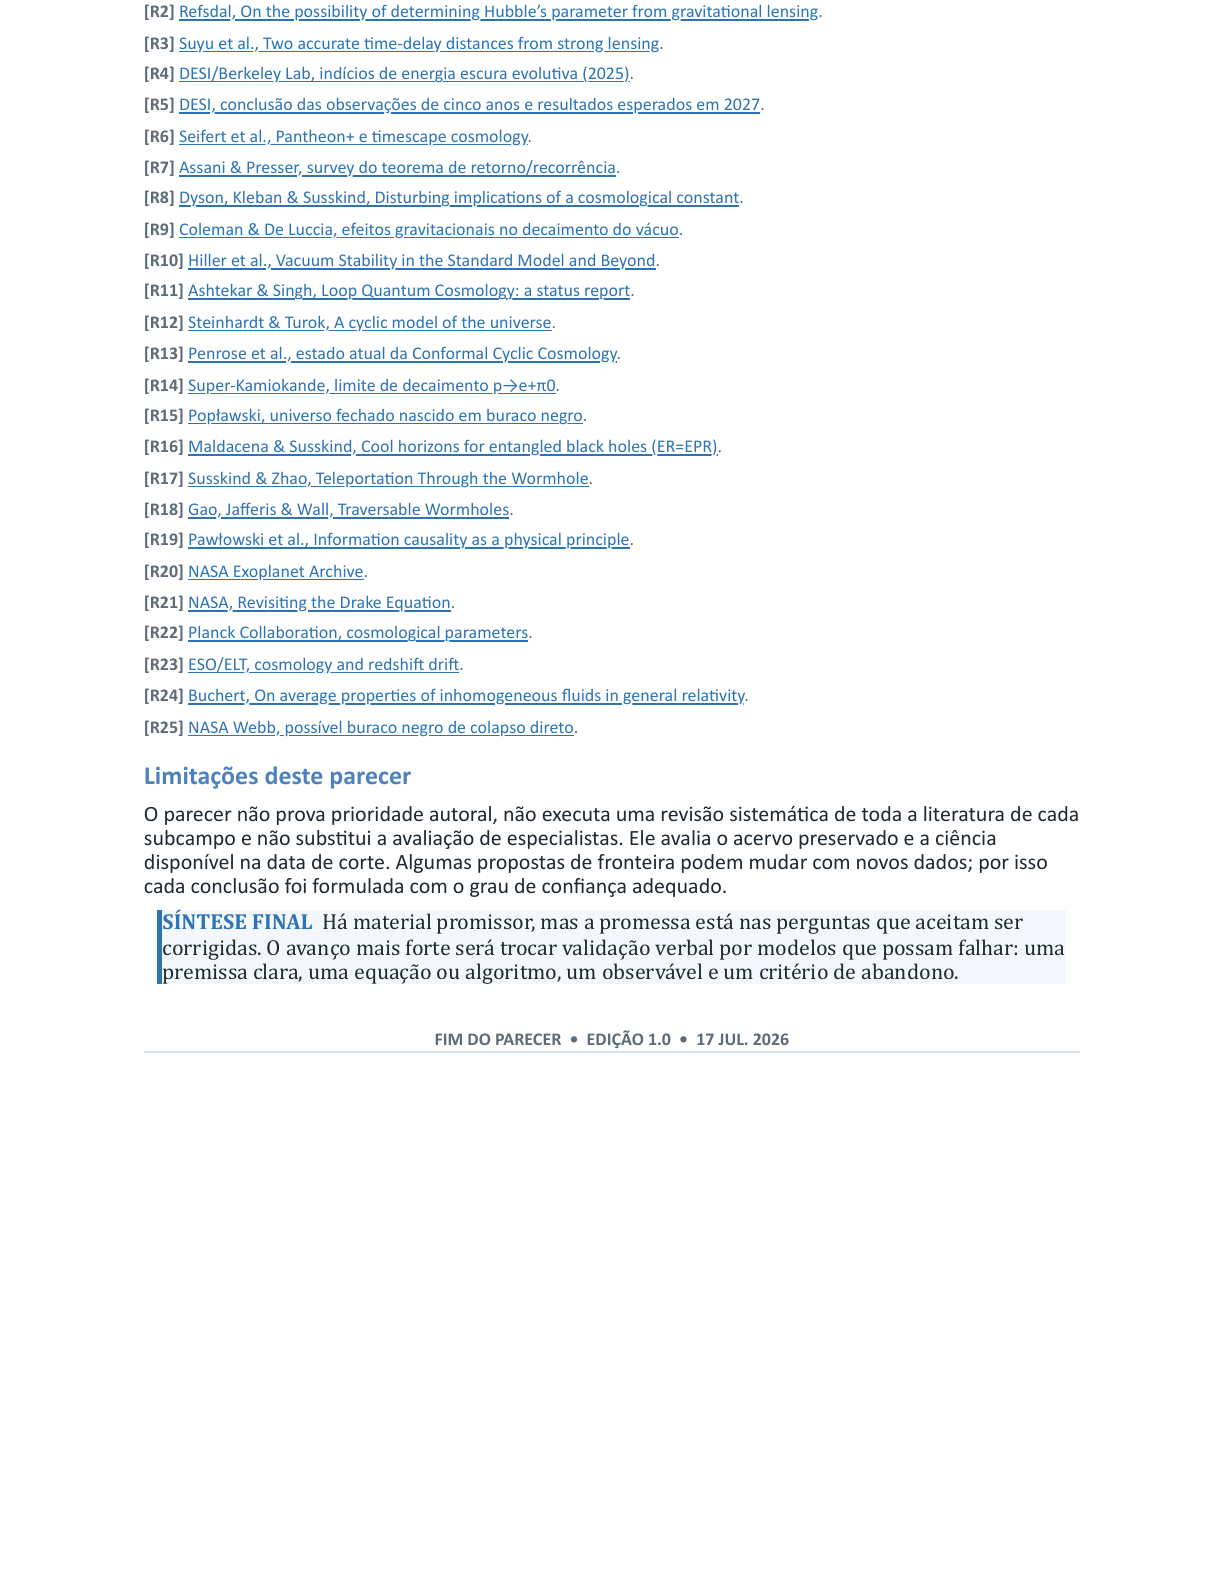 [R2] Refsdal, On the possibility of determining Hubble’s parameter from gravitational lensing.
[R3] Suyu et al., Two accurate time-delay distances from strong lensing.
[R4] DESI/Berkeley Lab, indícios de energia escura evolutiva (2025).
[R5] DESI, conclusão das observações de cinco anos e resultados esperados em 2027.
[R6] Seifert et al., Pantheon+ e timescape cosmology.
[R7] Assani & Presser, survey do teorema de retorno/recorrência.
[R8] Dyson, Kleban & Susskind, Disturbing implications of a cosmological constant.
[R9] Coleman & De Luccia, efeitos gravitacionais no decaimento do vácuo.
[R10] Hiller et al., Vacuum Stability in the Standard Model and Beyond.
[R11] Ashtekar & Singh, Loop Quantum Cosmology: a status report.
[R12] Steinhardt & Turok, A cyclic model of the universe.
[R13] Penrose et al., estado atual da Conformal Cyclic Cosmology.
[R14] Super-Kamiokande, limite de decaimento p→e+π0.
[R15] Popławski, universo fechado nascido em buraco negro.
[R16] Maldacena & Susskind, Cool horizons for entangled black holes (ER=EPR).
[R17] Susskind & Zhao, Teleportation Through the Wormhole.
[R18] Gao, Jafferis & Wall, Traversable Wormholes.
[R19] Pawłowski et al., Information causality as a physical principle.
[R20] NASA Exoplanet Archive.
[R21] NASA, Revisiting the Drake Equation.
[R22] Planck Collaboration, cosmological parameters.
[R23] ESO/ELT, cosmology and redshift drift.
[R24] Buchert, On average properties of inhomogeneous fluids in general relativity.
[R25] NASA Webb, possível buraco negro de colapso direto.
Limitações deste parecer
O parecer não prova prioridade autoral, não executa uma revisão sistemática de toda a literatura de cada
subcampo e não substitui a avaliação de especialistas. Ele avalia o acervo preservado e a ciência
disponível na data de corte. Algumas propostas de fronteira podem mudar com novos dados; por isso
cada conclusão foi formulada com o grau de confiança adequado.
SÍNTESE FINAL Há material promissor, mas a promessa está nas perguntas que aceitam ser
corrigidas. O avanço mais forte será trocar validação verbal por modelos que possam falhar: uma
premissa clara, uma equação ou algoritmo, um observável e um critério de abandono.
FIM DO PARECER • EDIÇÃO 1.0 • 17 JUL. 2026